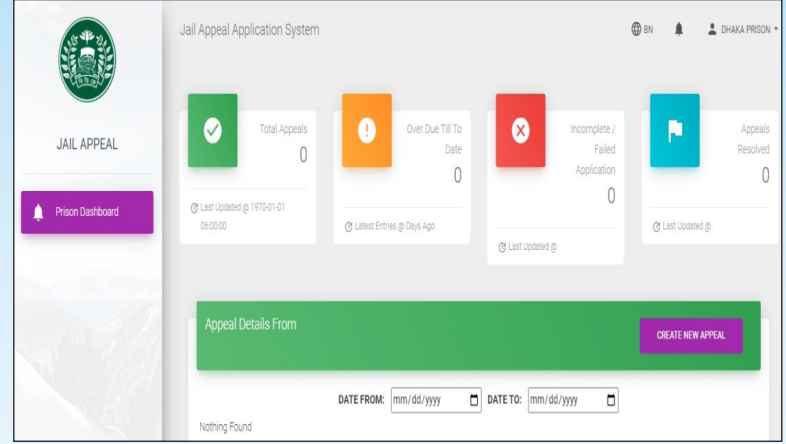 Jail Appeal Application System
BN
DHAKA PRISON
JAIL APPEAL
Prison Dashboard
Total Appeals
0
Last Updated @ 1970-01-01
06:00:00
Over Due Till To
Date
0
Latest Entries @ Days Ago
Incomplete /
Failed
Application
0
Last Updated @
Appeals
Resolved
0
Last Updated @
Appeal Details From
CREATE NEW APPEAL
DATE FROM: mm/dd/yyyy DATE TO: mm/dd/yyyy
Nothing Found